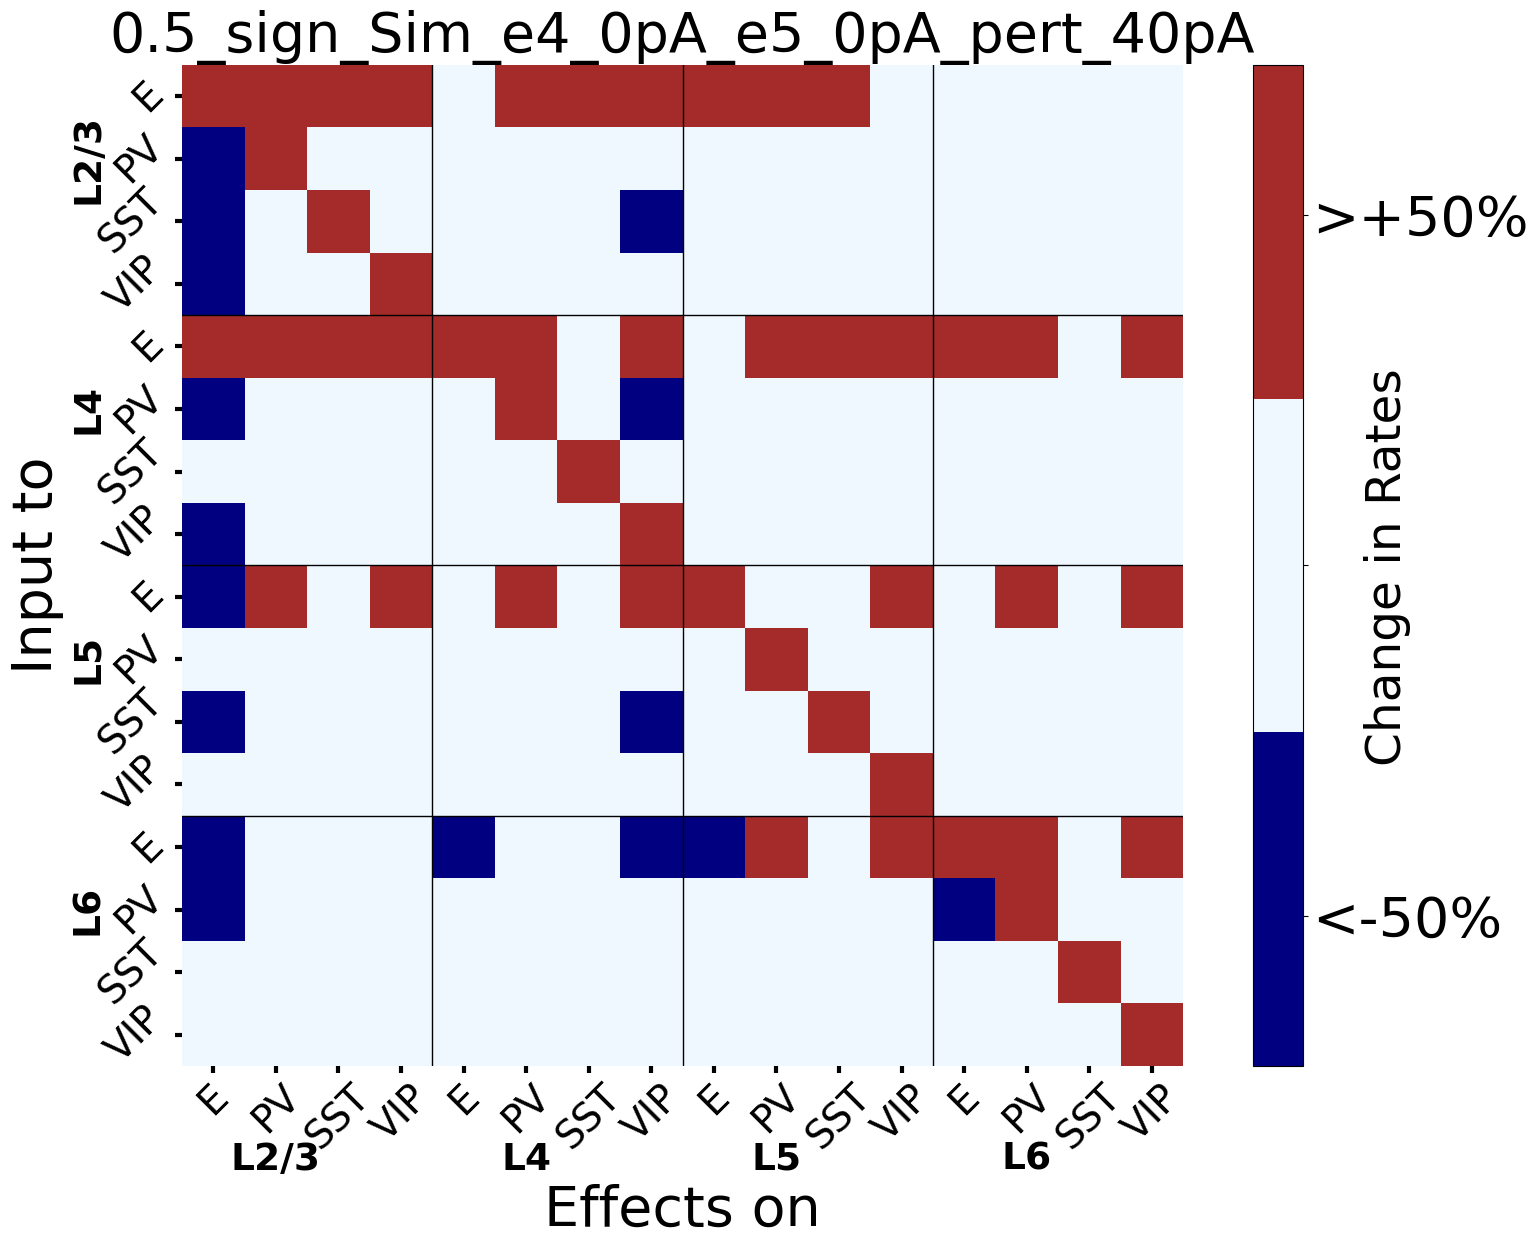 0.5_sign_Sim_e4_0pA_e5_0pA_pert_40pA
Input to
L2/3
E
PV
SST
VIP
L4
E
PV
SST
VIP
L5
E
PV
SST
VIP
L6
E
PV
SST
VIP
E PV SST VIP E PV SST VIP E PV SST VIP E PV SST VIP
L2/3 L4 L5 L6
Effects on
>+50%
<-50%
Change in Rates